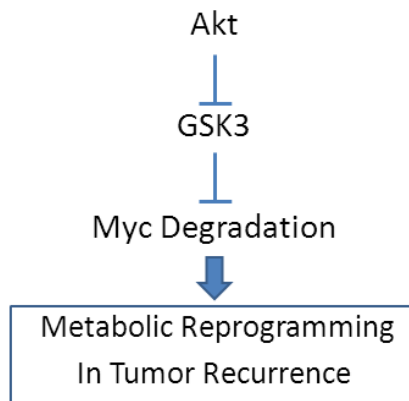 Akt
GSK3
Myc Degradation
Metabolic Reprogramming
In Tumor Recurrence